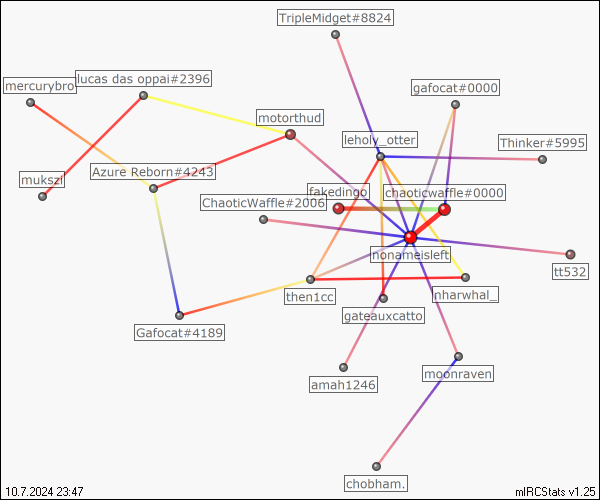 TripleMidget#8824
lucas das oppai#2396
mercurybro
gafocat#0000
motorthud
leholy_otter
Thinker#5995
Azure Reborn#4243
mukszi
fakedingo
chaoticwaffle#0000
ChaoticWaffle#2006
nonameisleft
tt532
then1cc
nharwhal_
gateauxcatto
Gafocat#4189
moonraven
amah1246
chobham.
10.7.2024 23:47
mIRCStats v1.25